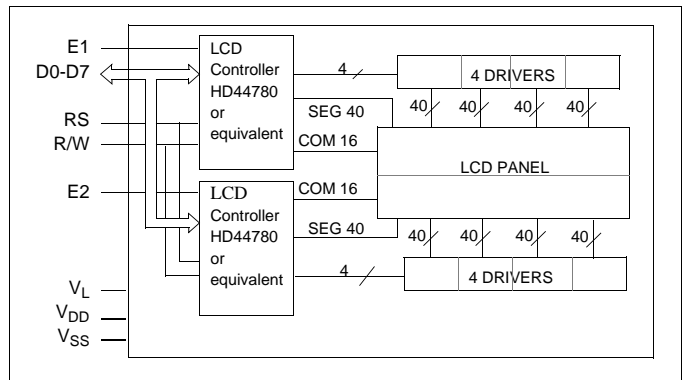 E1
D0-D7
RS
R/W
E2
VL
VDD
VSS
LCD
Controller
HD44780
or
equivalent
4
4 DRIVERS
SEG 40
40 40 40 40
COM 16
LCD PANEL
LCD
Controller
HD44780
or
equivalent
COM 16
SEG 40
40 40 40 40
4
4 DRIVERS